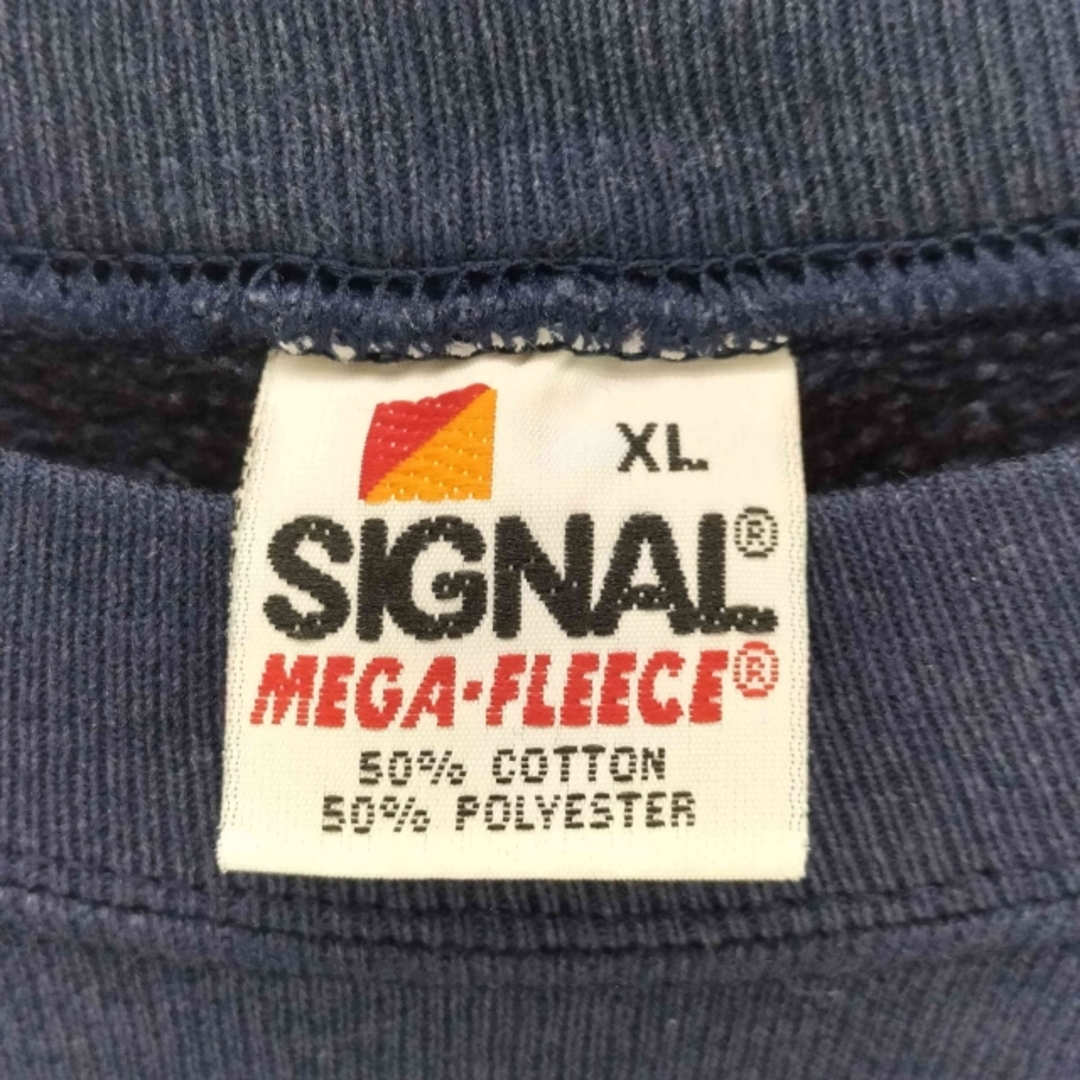 XL
SIGNAL®
MEGA·FLEECE®
50% COTTON
50% POLYESTER